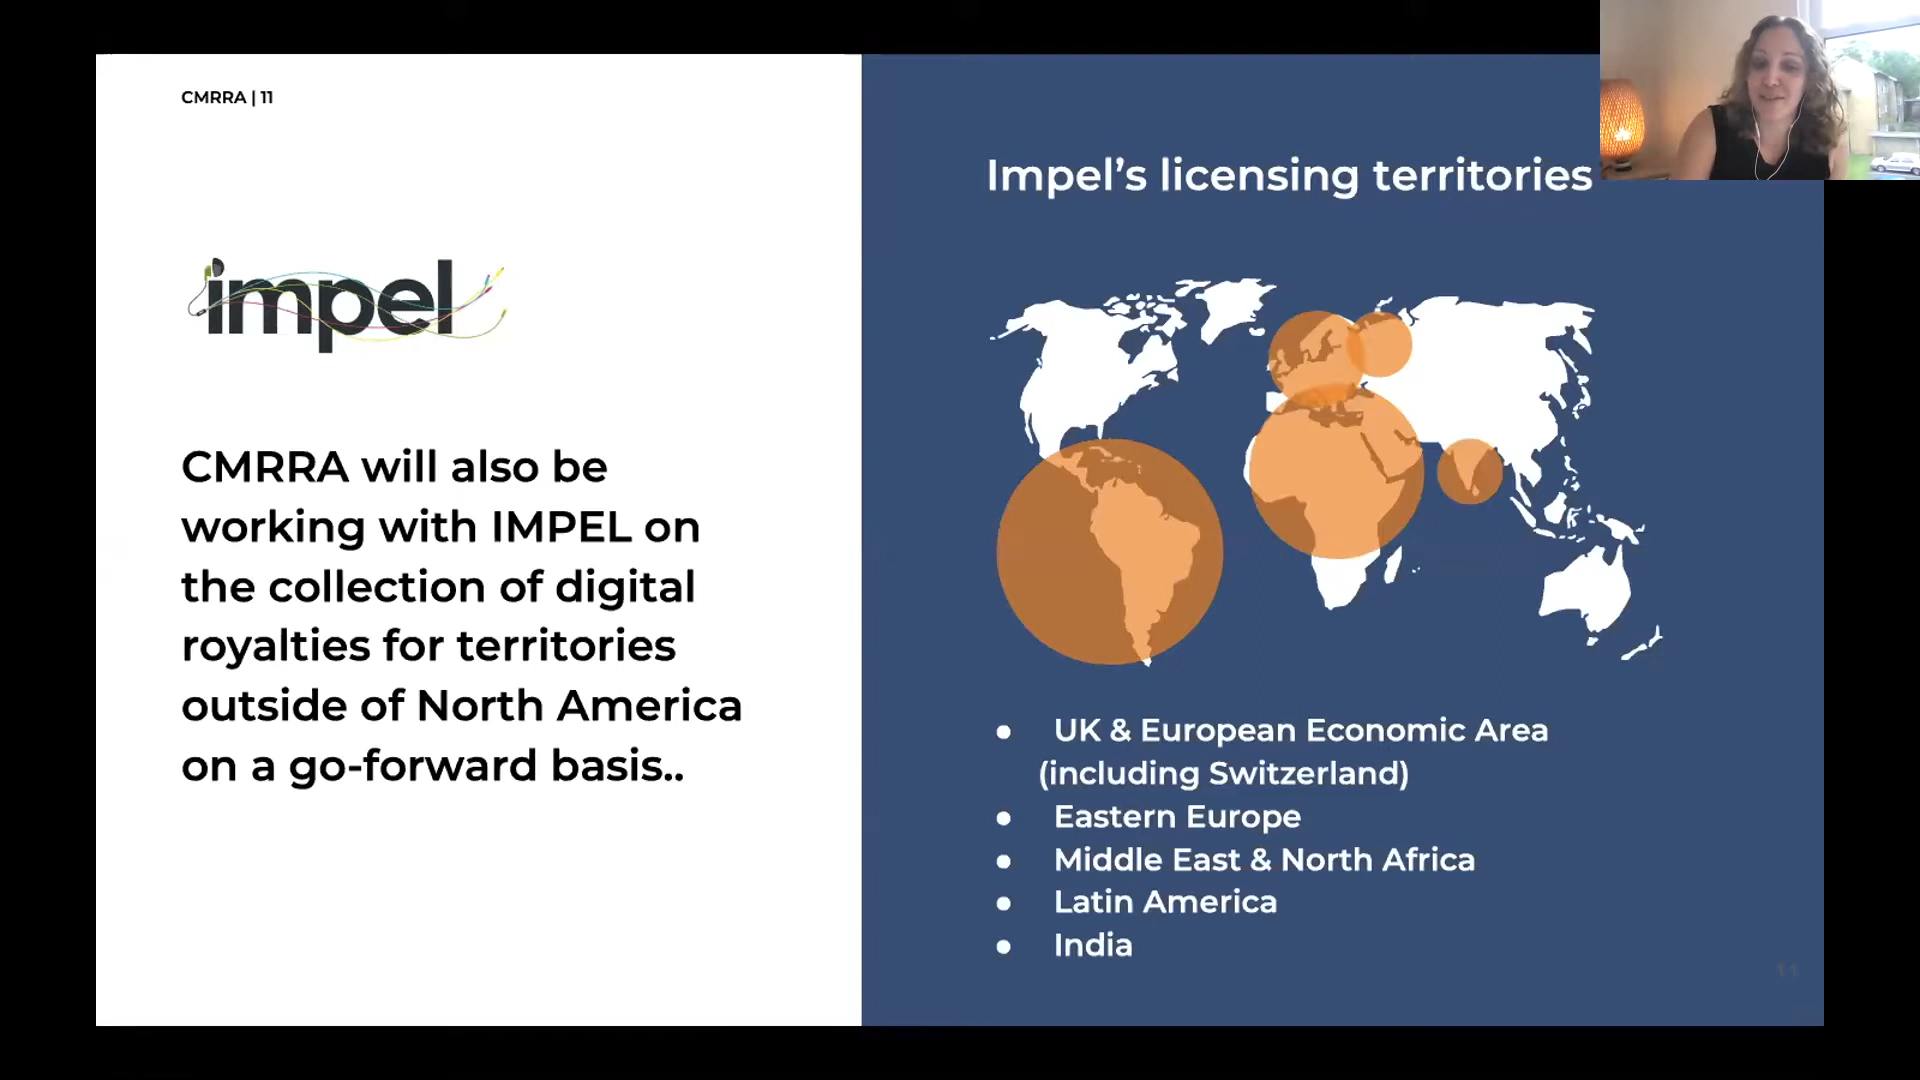 CMRRA | 11
impel
CMRRA will also be
working with IMPEL on
the collection of digital
royalties for territories
outside of North America
on a go-forward basis..
Impel's licensing territories
● UK & European Economic Area
(including Switzerland)
● Eastern Europe
● Middle East & North Africa
● Latin America
● India
11